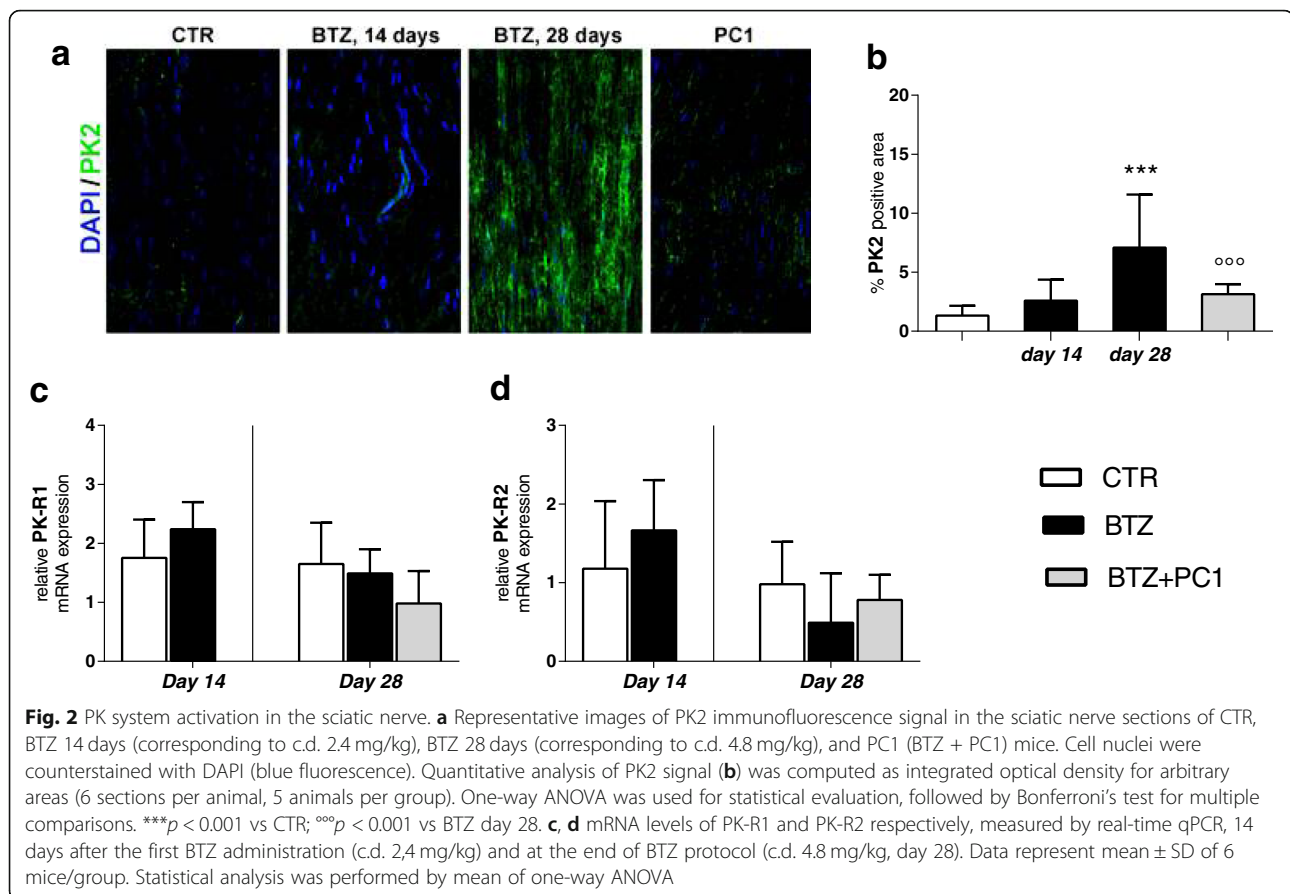 CTR BTZ, 14 days BTZ, 28 days PC1
a
DAPI/PK2
b
% PK2 positive area
20
15
10
5
0
***
°°°
day 14 day 28
c
relative PK-R1
mRNA expression
4
3
2
1
0
Day 14 Day 28
d
relative PK-R2
mRNA expression
3
2
1
0
Day 14 Day 28
CTR
BTZ
BTZ+PC1
Fig. 2 PK system activation in the sciatic nerve. a Representative images of PK2 immunofluorescence signal in the sciatic nerve sections of CTR,
BTZ 14 days (corresponding to c.d. 2.4 mg/kg), BTZ 28 days (corresponding to c.d. 4.8 mg/kg), and PC1 (BTZ + PC1) mice. Cell nuclei were
counterstained with DAPI (blue fluorescence). Quantitative analysis of PK2 signal (b) was computed as integrated optical density for arbitrary
areas (6 sections per animal, 5 animals per group). One-way ANOVA was used for statistical evaluation, followed by Bonferroni's test for multiple
comparisons. ***p < 0.001 vs CTR; °°°p < 0.001 vs BTZ day 28. c, d mRNA levels of PK-R1 and PK-R2 respectively, measured by real-time qPCR, 14
days after the first BTZ administration (c.d. 2,4 mg/kg) and at the end of BTZ protocol (c.d. 4.8 mg/kg, day 28). Data represent mean ± SD of 6
mice/group. Statistical analysis was performed by mean of one-way ANOVA